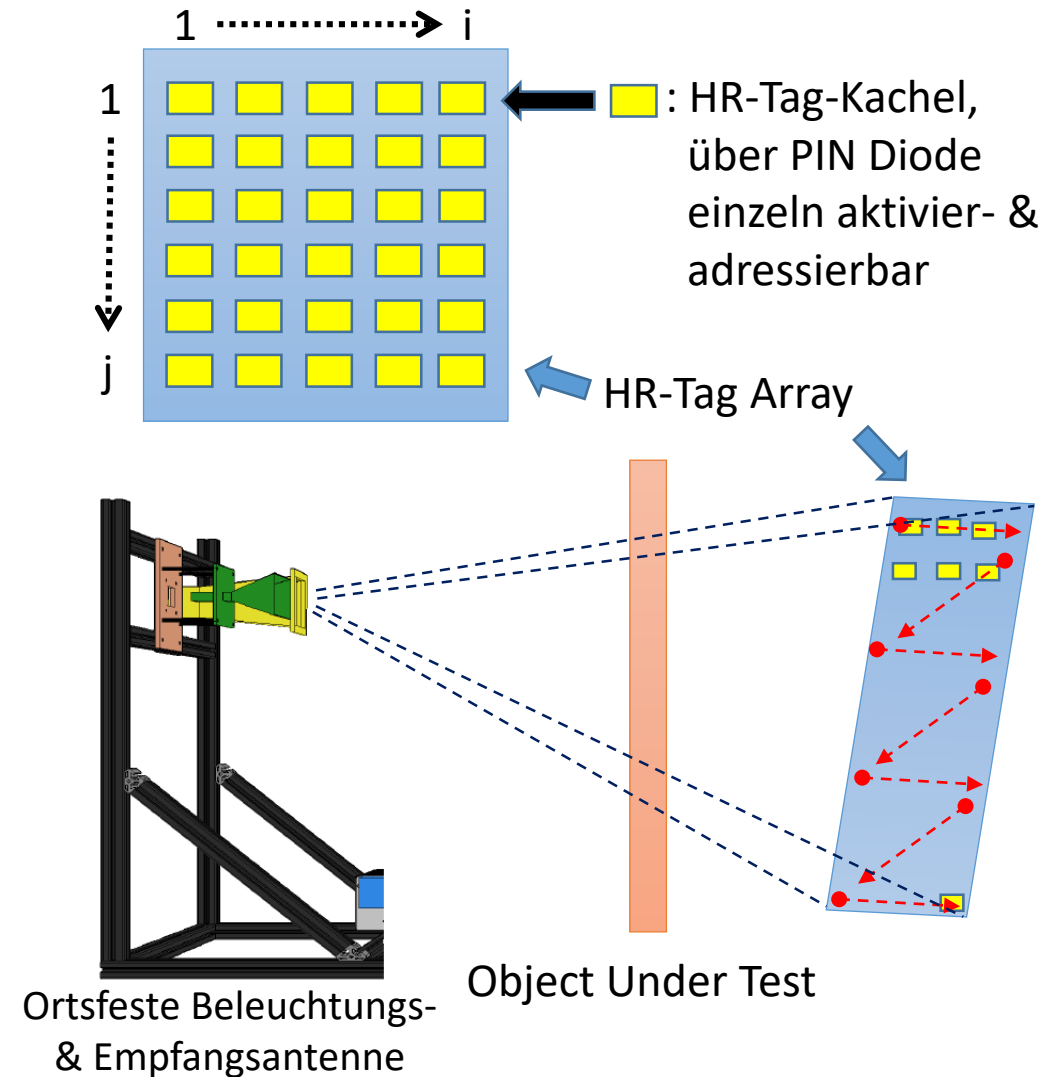 1 i
1
j
: HR-Tag-Kachel,
über PIN Diode
einzeln aktivier- &
adressierbar
HR-Tag Array
Object Under Test
Ortsfeste Beleuchtungs-
& Empfangsantenne